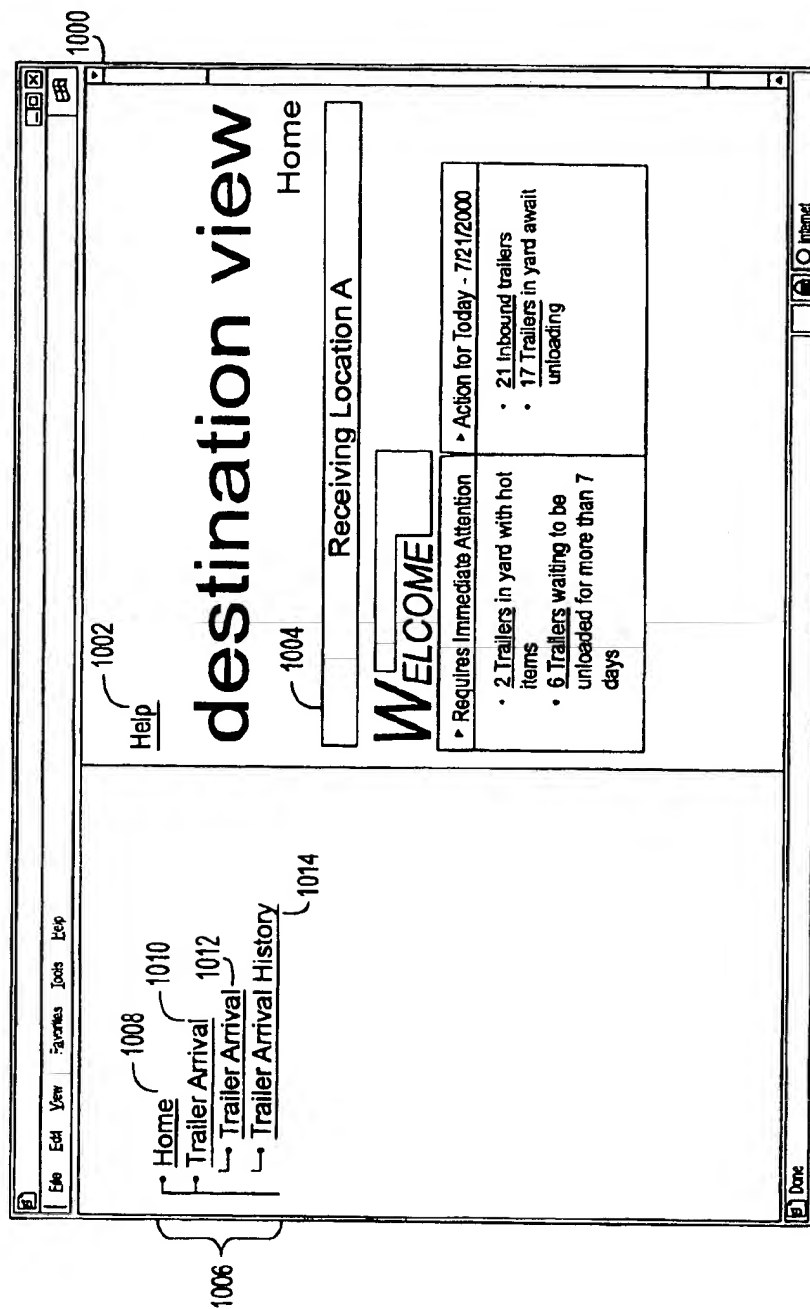 File Edit View Favorites Tools Help
1000
1006
Home
1008
Trailer Arrival
1010
Trailer Arrival
1012
Trailer Arrival History
1014
Help
1002
destination view
Home
1004
Receiving Location A
WELCOME
Requires Immediate Attention
• 2 Trailers in yard with hot
items
• 6 Trailers waiting to be
unloaded for more than 7
days
Action for Today - 7/21/2000
• 21 Inbound trailers
• 17 Trailers in yard await
unloading
Done
Internet